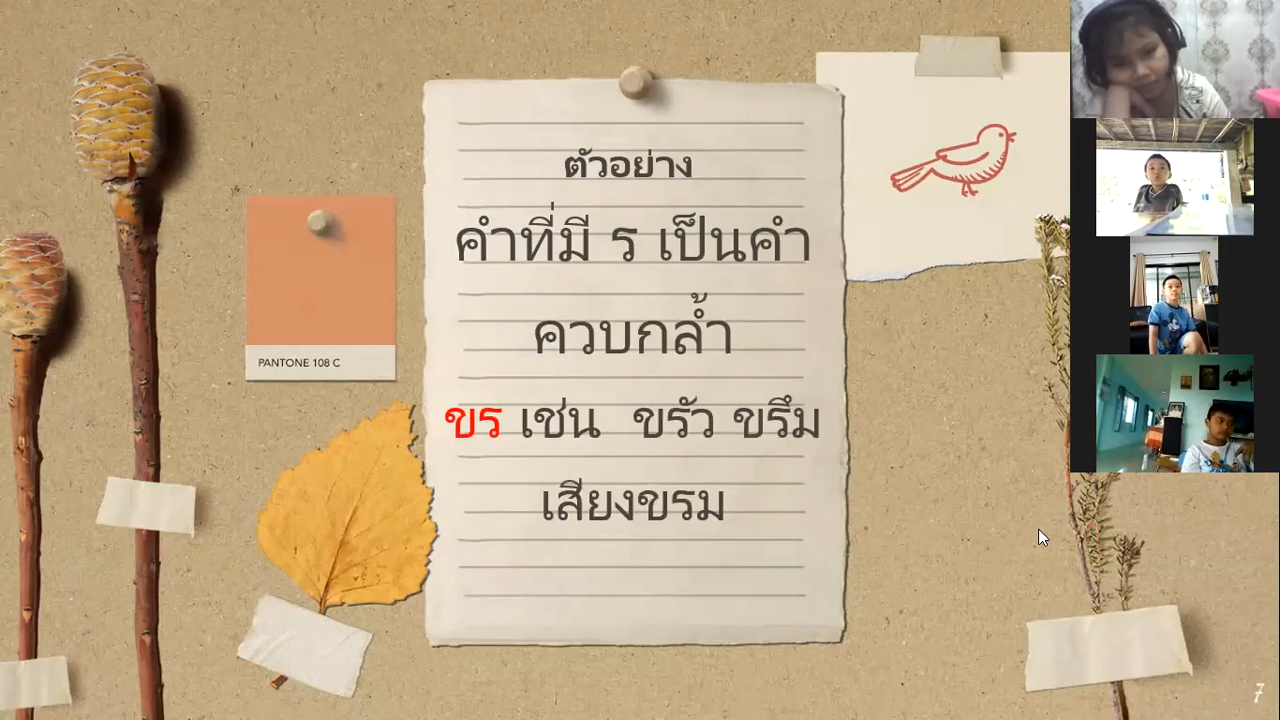 ตัวอย่าง
คำที่มี ร เป็นคำ
ควบกล้ำ
ขร เช่น ขรัว ขรึม
เสียงขรม
PANTONE 108 C
7